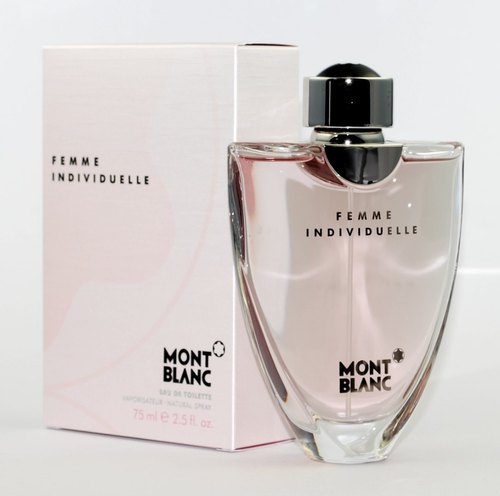 FEMME
INDIVIDUELLE
MONT
BLANC
EAU DE TOILETTE
VAPORISATEUR - NATURAL SPRAY
75 ml ℮ 2.5 fl. oz.
FEMME
INDIVIDUELLE
MONT
BLANC